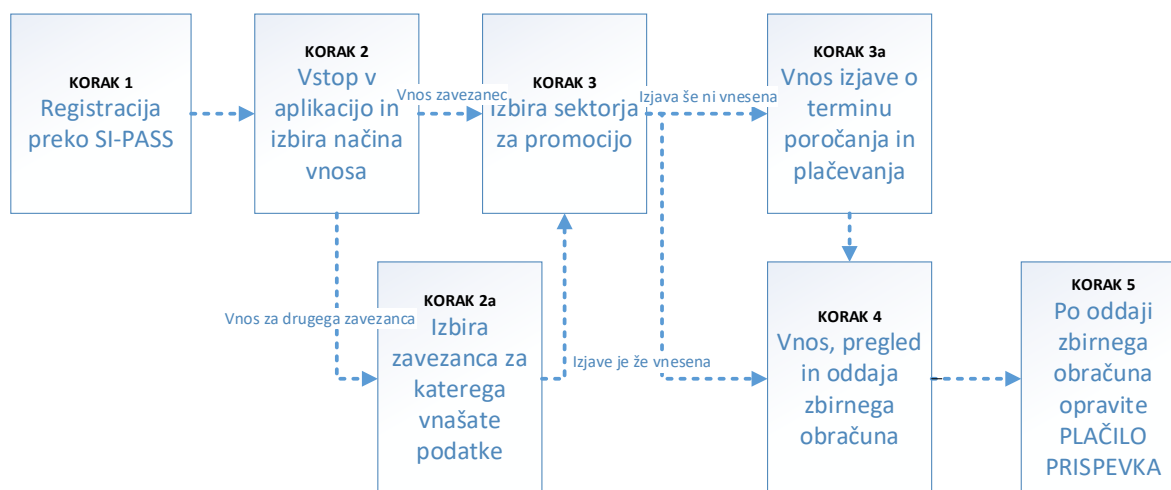 KORAK 1
Registracija
preko SI-PASS
KORAK 2
Vstop v
aplikacijo in
izbira načina
vnosa
Vnos zavezanec
KORAK 3
Izbira sektorja
za promocijo
Izjava še ni vnesena
KORAK 3a
Vnos izjave o
terminu
poročanja in
plačevanja
Vnos za drugega zavezanca
KORAK 2a
Izbira
zavezanca za
katerega
vnašate
podatke
Izjave je že vnesena
KORAK 4
Vnos, pregled
in oddaja
zbirnega
obračuna
KORAK 5
Po oddaji
zbirnega
obračuna
opravite
PLAČILO
PRISPEVKA